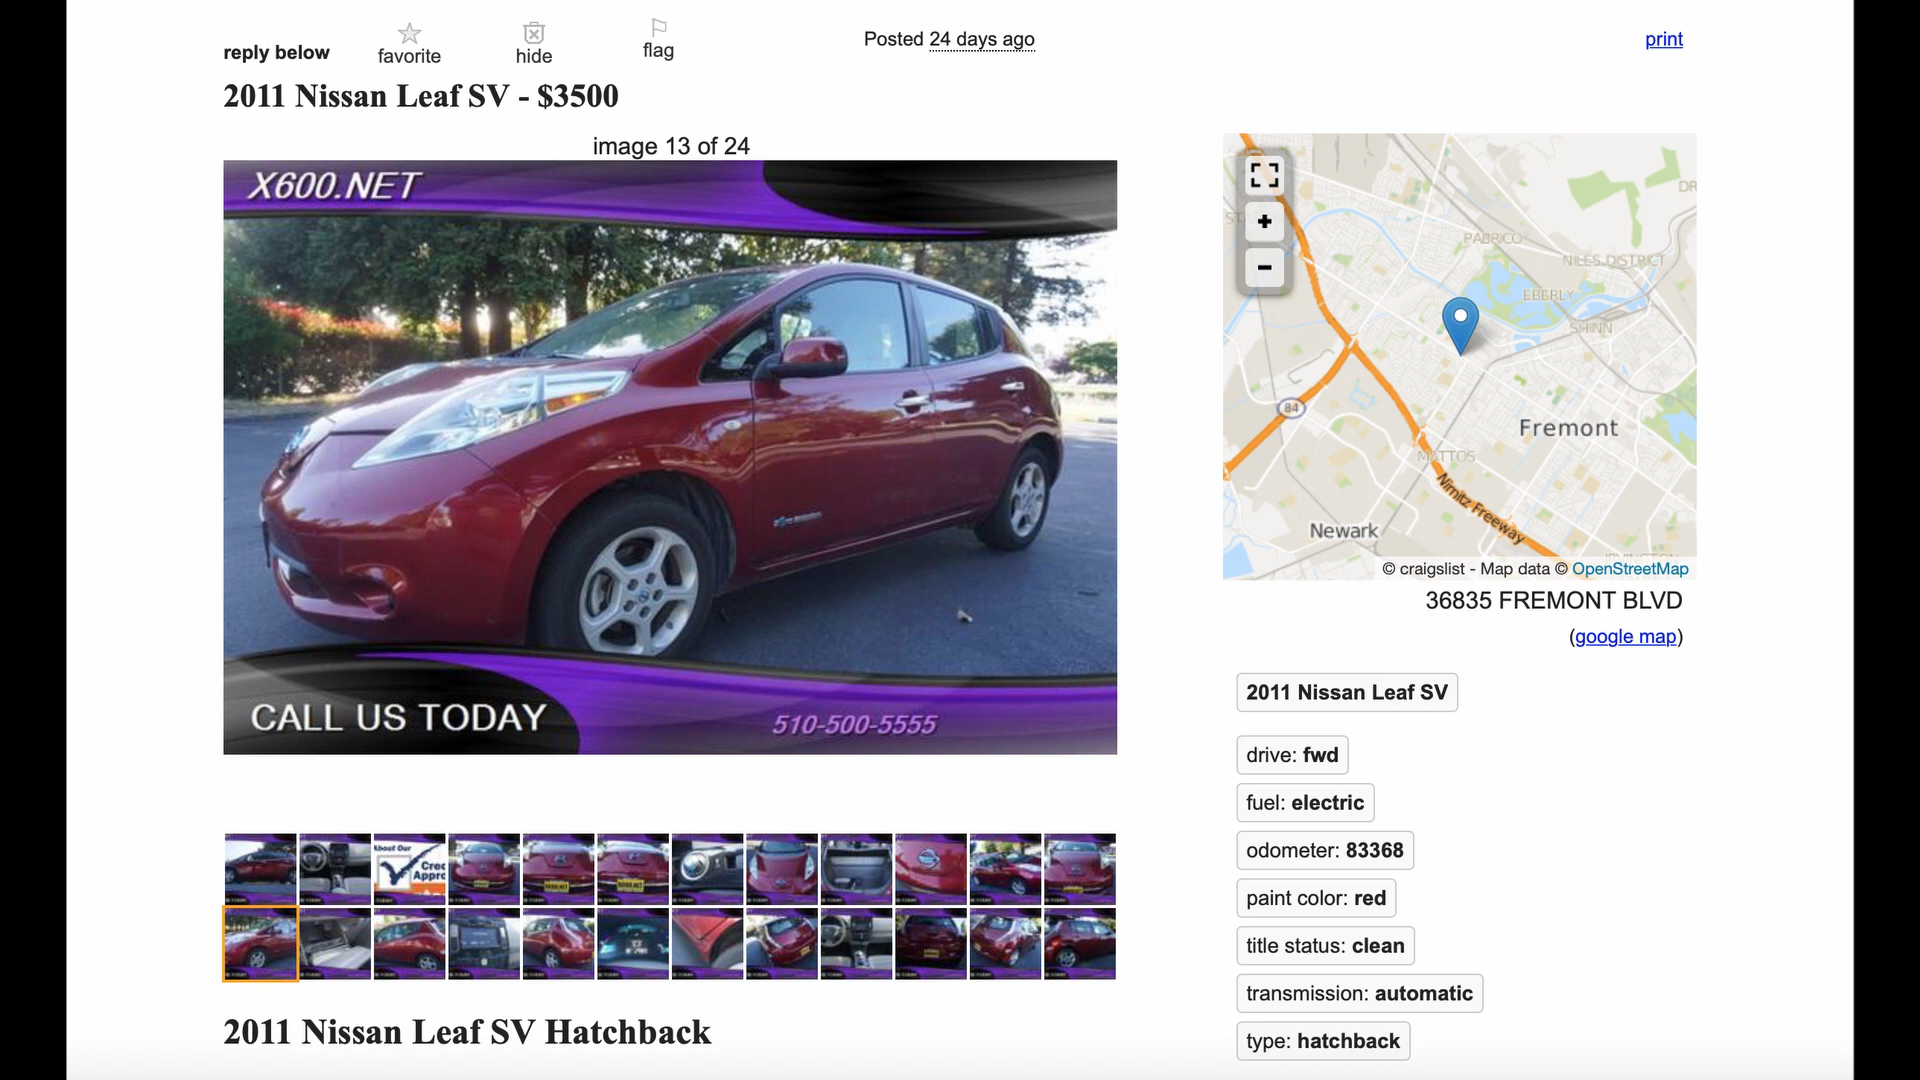 reply below
favorite
hide
flag
Posted 24 days ago
print
2011 Nissan Leaf SV - $3500
image 13 of 24
X600.NET
CALL US TODAY
510-500-5555
PABRICO
NILES DISTRICT
EBERLY
SHINN
84
Fremont
MATTOS
Nimitz Freeway
Newark
© craigslist - Map data © OpenStreetMap
36835 FREMONT BLVD
(google map)
2011 Nissan Leaf SV
drive: fwd
fuel: electric
odometer: 83368
paint color: red
title status: clean
transmission: automatic
type: hatchback
About Our
2011 Nissan Leaf SV Hatchback